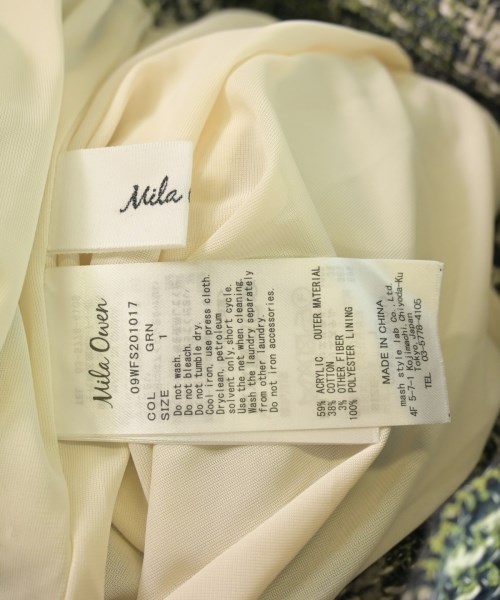 Mila
Mila Owen
09WFS201017
COL GRN
SIZE 1
Do not wash.
Do not bleach.
Do not tumble dry.
Cool iron, use press cloth.
Dryclean, petroleum
solvent only,short cycle.
Use the net when cleaning.
Wash the laundry separately
from other laundry.
Do not iron accessories.
59% ACRYLIC OUTER MATERIAL
38% COTTON
3% OTHER FIBER
100% POLYESTER LINING
MADE IN CHINA
mash style lab Co. Ltd
4F 5-7-1 Kojimachi,Chiyoda-Ku
Tokyo, Japan
TEL 03-6778-4105